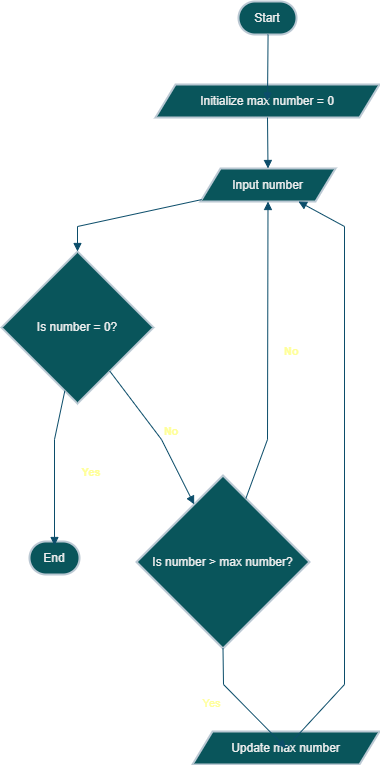 Start
Initialize max number = 0
Input number
Is number = 0?
No
No
Yes
End
Is number > max number?
Yes
Update max number